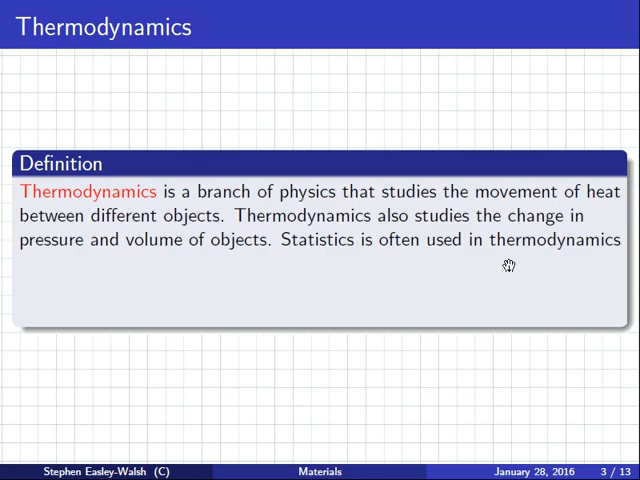 Thermodynamics
Definition
Thermodynamics is a branch of physics that studies the movement of heat
between different objects. Thermodynamics also studies the change in
pressure and volume of objects. Statistics is often used in thermodynamics
Stephen Easley-Walsh (C) Materials January 28, 2016 3 / 13